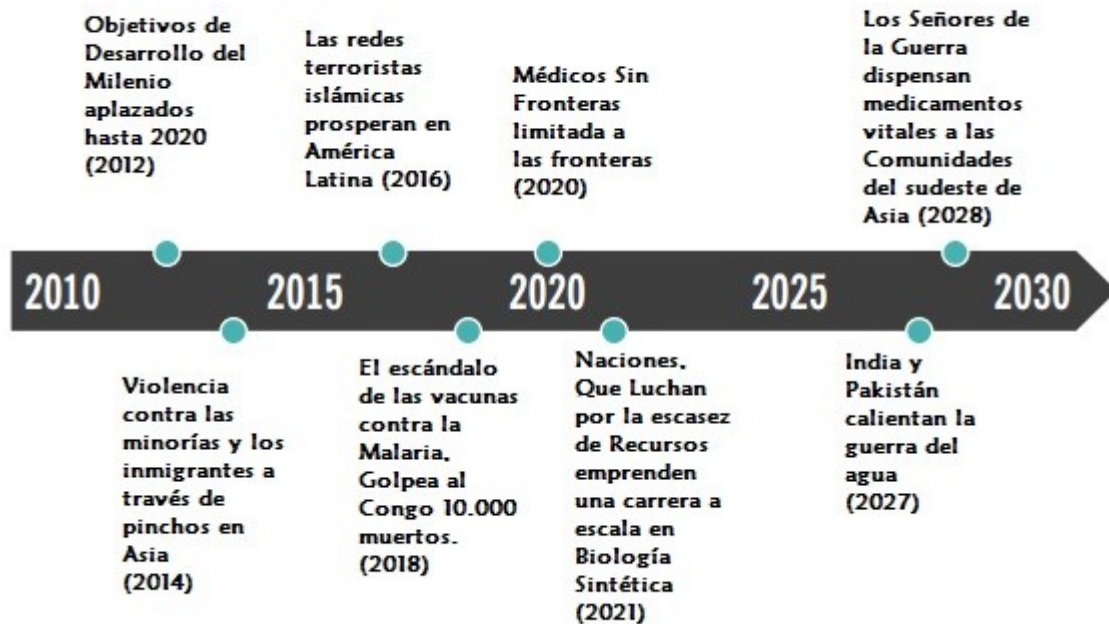 Objetivos de
Desarrollo del
Milenio
aplazados
hasta 2020
(2012)
Las redes
terroristas
islámicas
prosperan en
América
Latina (2016)
Médicos Sin
Fronteras
limitada a
las fronteras
(2020)
Los Señores de
la Guerra
dispensan
medicamentos
vitales a las
Comunidades
del sudeste de
Asia (2028)
2010 2015 2020 2025 2030
Violencia
contra las
minorías y los
inmigrantes a
través de
pinchos en
Asia
(2014)
El escándalo
de las vacunas
contra la
Malaria,
Golpea al
Congo 10.000
muertos.
(2018)
Naciones,
Que Luchan
por la escasez
de Recursos
emprenden
una carrera a
escala en
Biología
Sintética
(2021)
India y
Pakistán
calientan la
guerra del
agua
(2027)